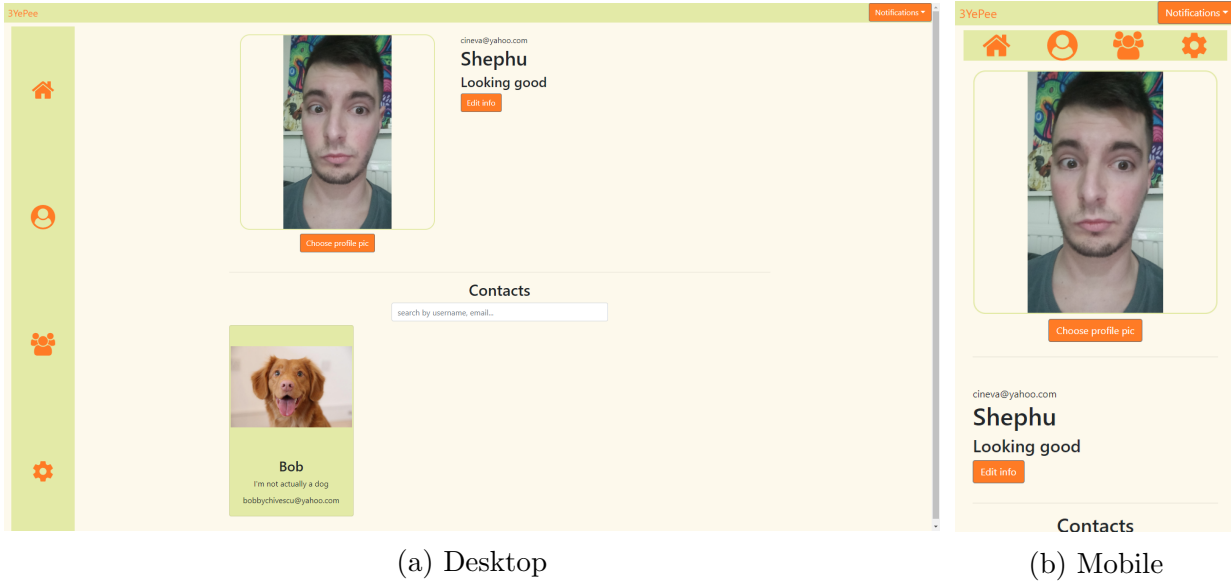 3YePee
Notifications
cineva@yahoo.com
Shephu
Looking good
Edit info
Choose profile pic
Contacts
search by username, email...
Bob
I'm not actually a dog
bobbychivescu@yahoo.com
(a) Desktop
3YePee
Notifications
Choose profile pic
cineva@yahoo.com
Shephu
Looking good
Edit info
Contacts
(b) Mobile